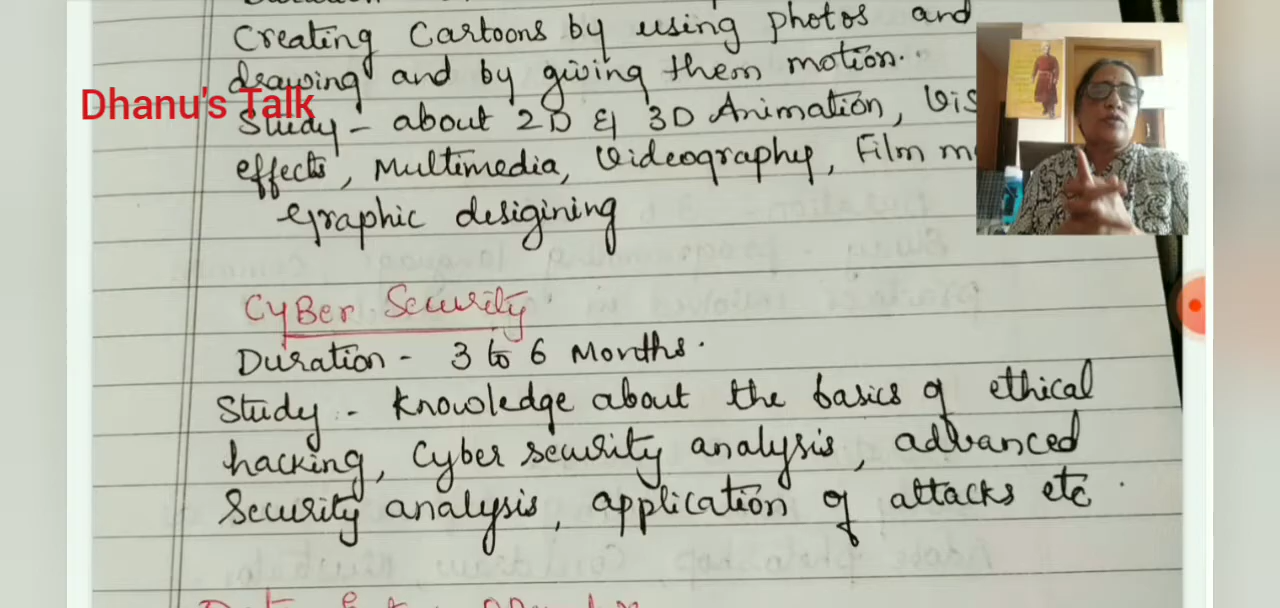 Creating Cartoons by using photos and
drawing and by giving them motion.
Dhanu's Talk
Study - about 2D & 3D Animation, Vis
effects, Multimedia, Videography, Film m
graphic desigining
Cyber Security
Duration - 3 to 6 Months.
Study - Knowledge about the basics of ethical
hacking, Cyber security analysis, advanced
Security analysis, application of attacks etc.